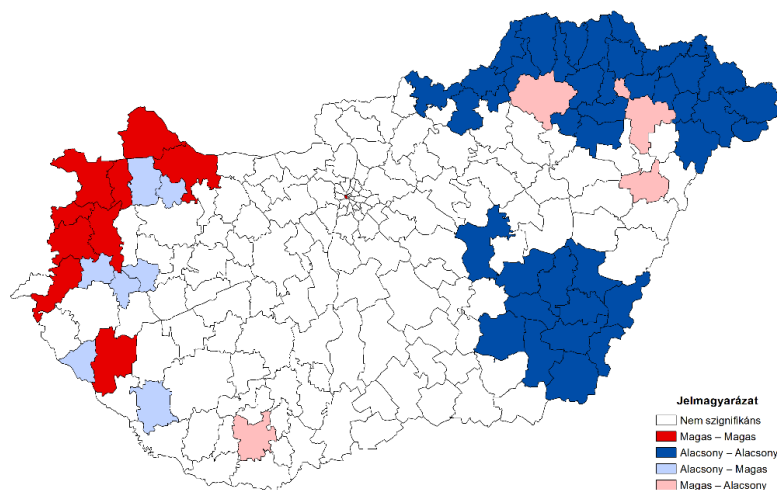 Jelmagyarázat
Nem szignifikáns
Magas – Magas
Alacsony – Alacsony
Alacsony – Magas
Magas – Alacsony